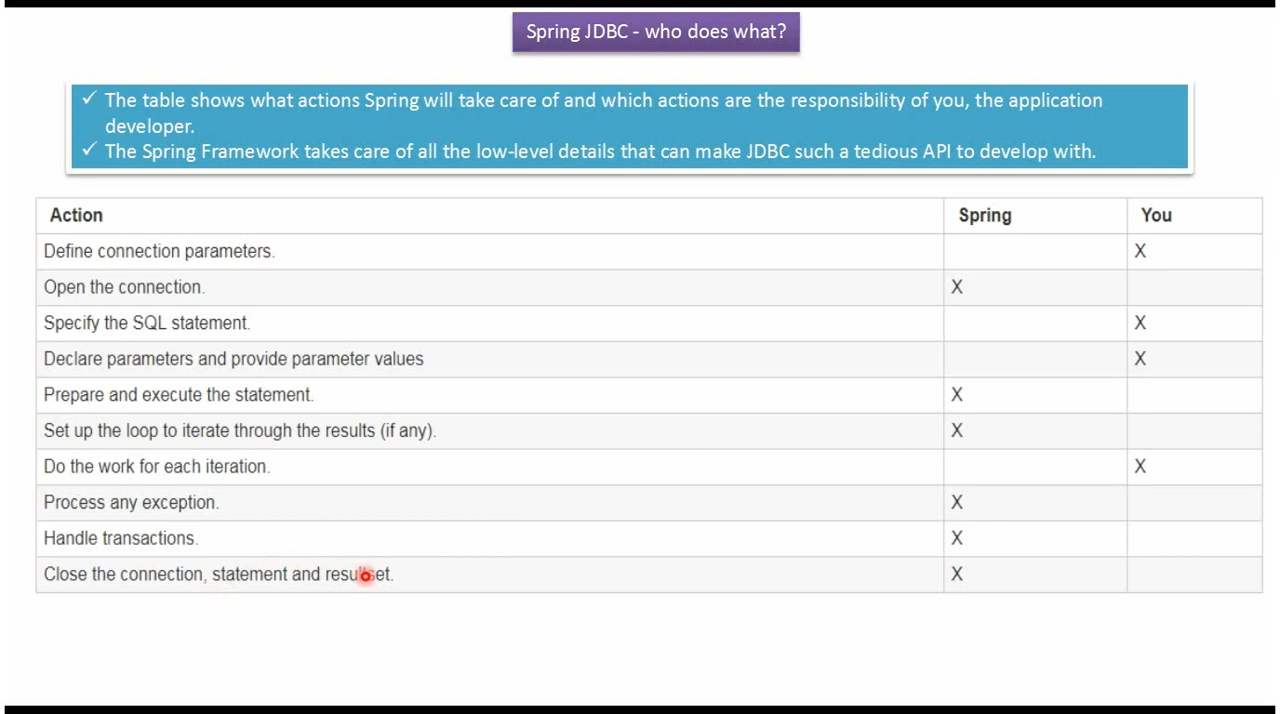 Spring JDBC - who does what?
✓ The table shows what actions Spring will take care of and which actions are the responsibility of you, the application
developer.
✓ The Spring Framework takes care of all the low-level details that can make JDBC such a tedious API to develop with.
Action Spring You
Define connection parameters. X
Open the connection. X
Specify the SQL statement. X
Declare parameters and provide parameter values X
Prepare and execute the statement. X
Set up the loop to iterate through the results (if any). X
Do the work for each iteration. X
Process any exception. X
Handle transactions. X
Close the connection, statement and resultset. X